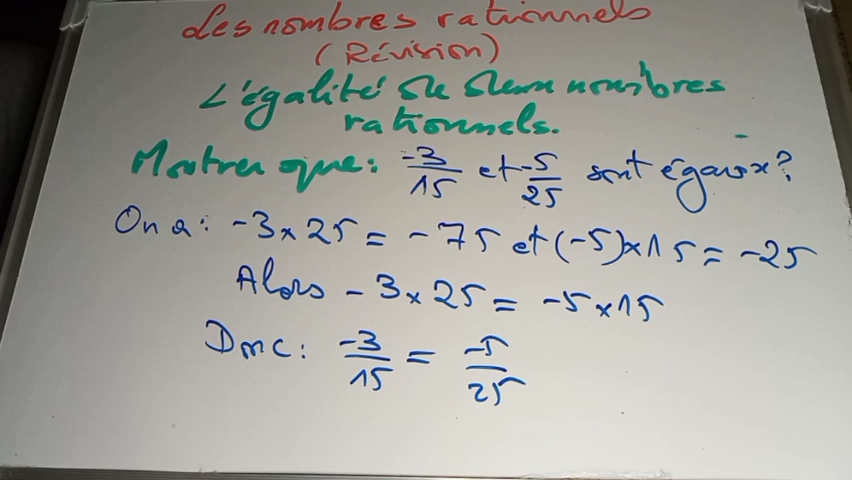 Les nombres rationnels
(Révision)
L'égalité de deux nombres
rationnels.
Montrer que: -3/15 et -5/25 sont égaux?
On a: -3×25 = -75 et (-5)×15 = -25
Alors -3×25 = -5×15
Donc: -3/15 = -5/25